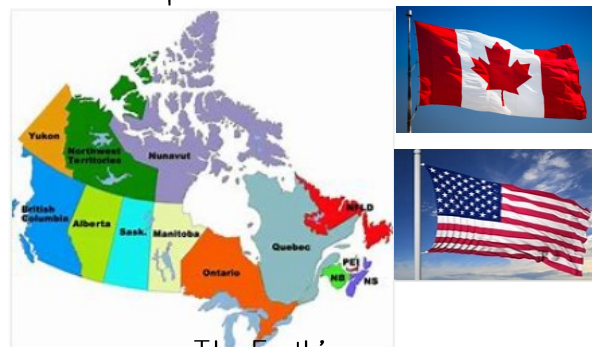 Yukon
Northwest
Territories
Nunavut
British
Columbia
Alberta
Sask.
Manitoba
Ontario
Quebec
NFLD
PEI
NB
NS